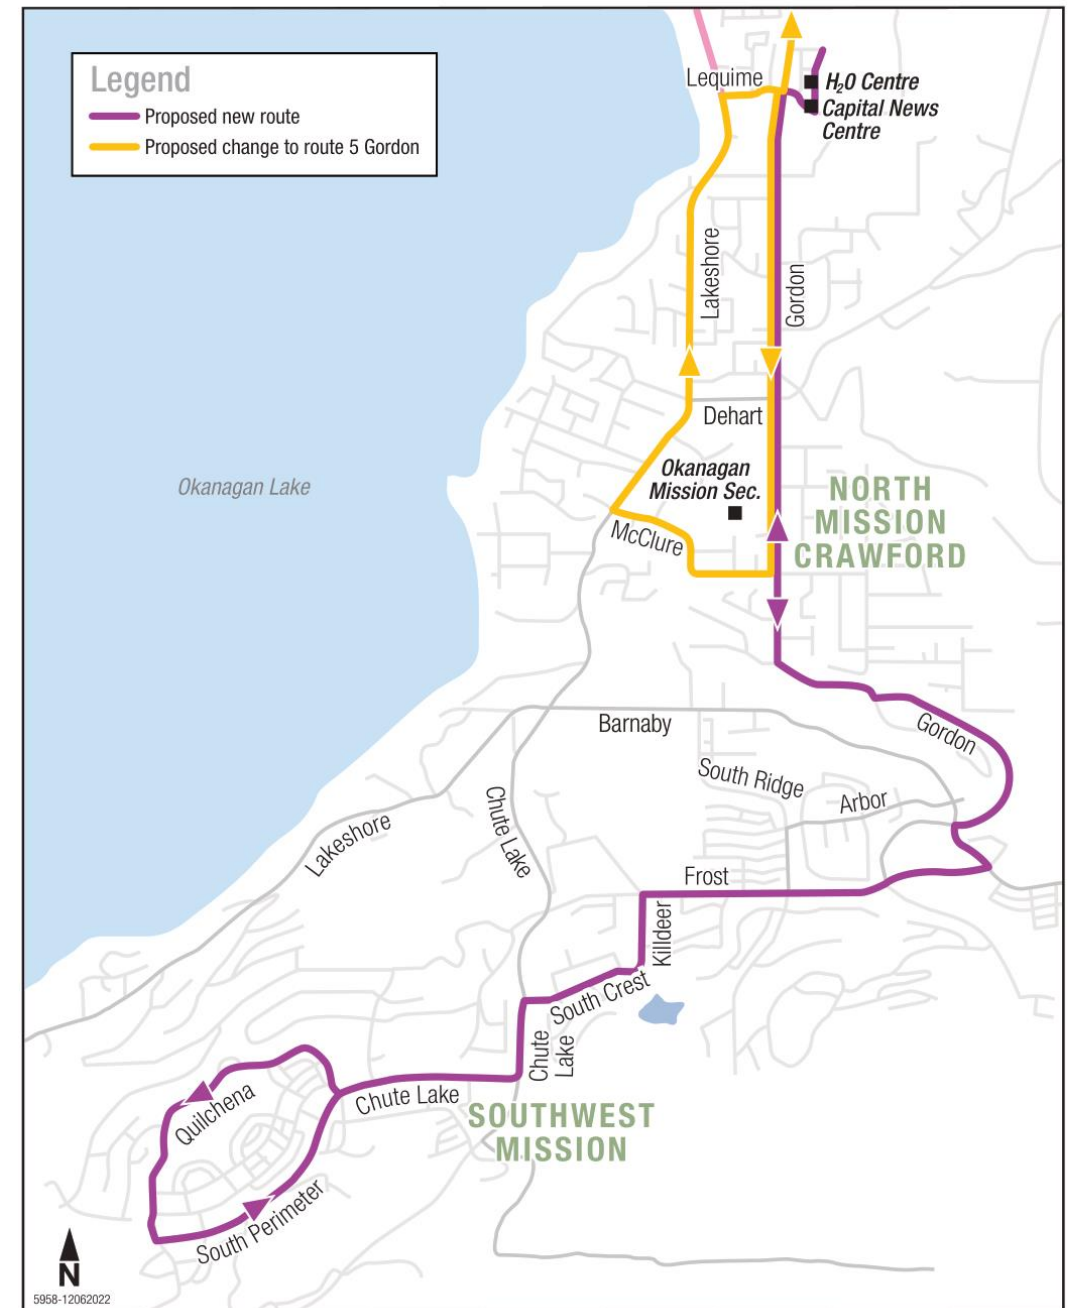 Legend
Proposed new route
Proposed change to route 5 Gordon
Lequime
H₂O Centre
Capital News
Centre
Lakeshore
Gordon
Dehart
Okanagan
Mission Sec.
Okanagan Lake
NORTH
MISSION
CRAWFORD
McClure
Gordon
Barnaby
South Ridge
Arbor
Chute Lake
Lakeshore
Frost
Killdeer
South Crest
Chute
Lake
Chute Lake
Quilchena
SOUTHWEST
MISSION
South Perimeter
N
5958-12062022